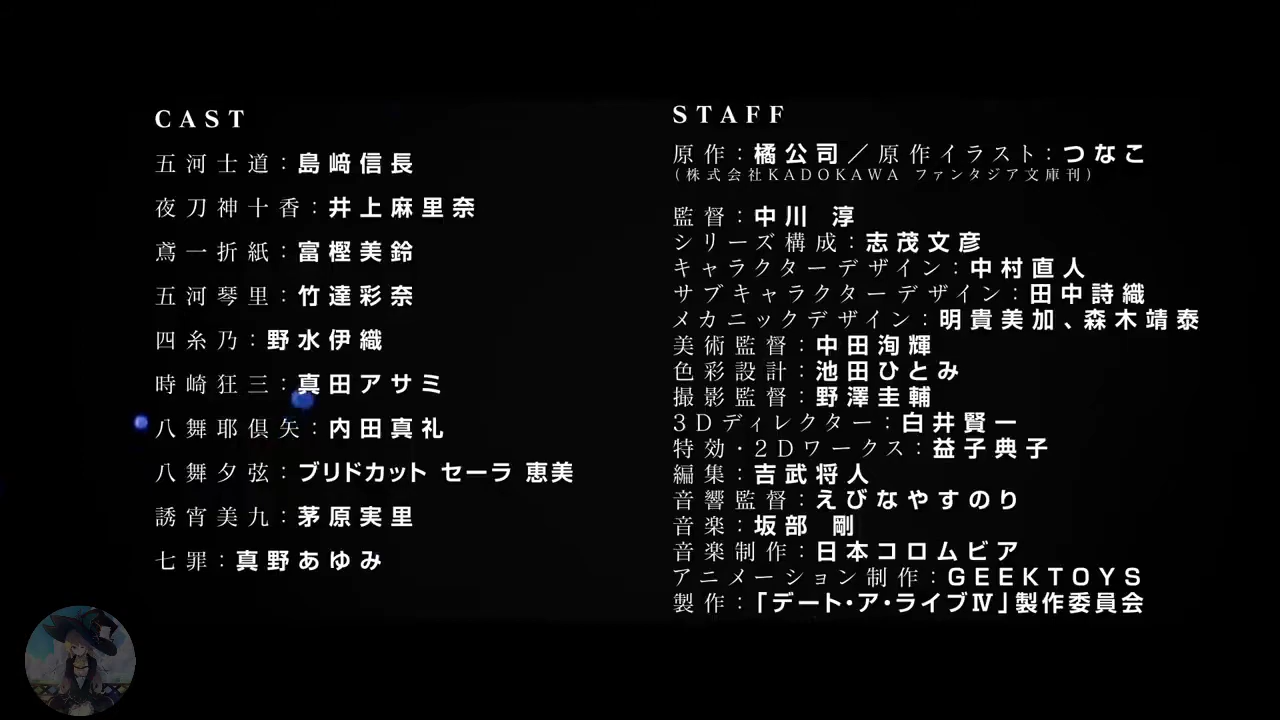 CAST
五河士道：島﨑信長
夜刀神十香：井上麻里奈
鳶一折紙：富樫美鈴
五河琴里：竹達彩奈
四糸乃：野水伊織
時崎狂三：真田アサミ
八舞耶倶矢：内田真礼
八舞夕弦：ブリドカット セーラ 恵美
誘宵美九：茅原実里
七罪：真野あゆみ
STAFF
原作：橘公司／原作イラスト：つなこ
(株式会社KADOKAWA ファンタジア文庫刊)
監督：中川 淳
シリーズ構成：志茂文彦
キャラクターデザイン：中村直人
サブキャラクターデザイン：田中詩織
メカニックデザイン：明貴美加、森木靖泰
美術監督：中田洵輝
色彩設計：池田ひとみ
撮影監督：野澤圭輔
3Dディレクター：白井賢一
特効・2Dワークス：益子典子
編集：吉武将人
音響監督：えびなやすのり
音楽：坂部 剛
音楽制作：日本コロムビア
アニメーション制作：GEEKTOYS
製作：「デート・ア・ライブⅣ」製作委員会